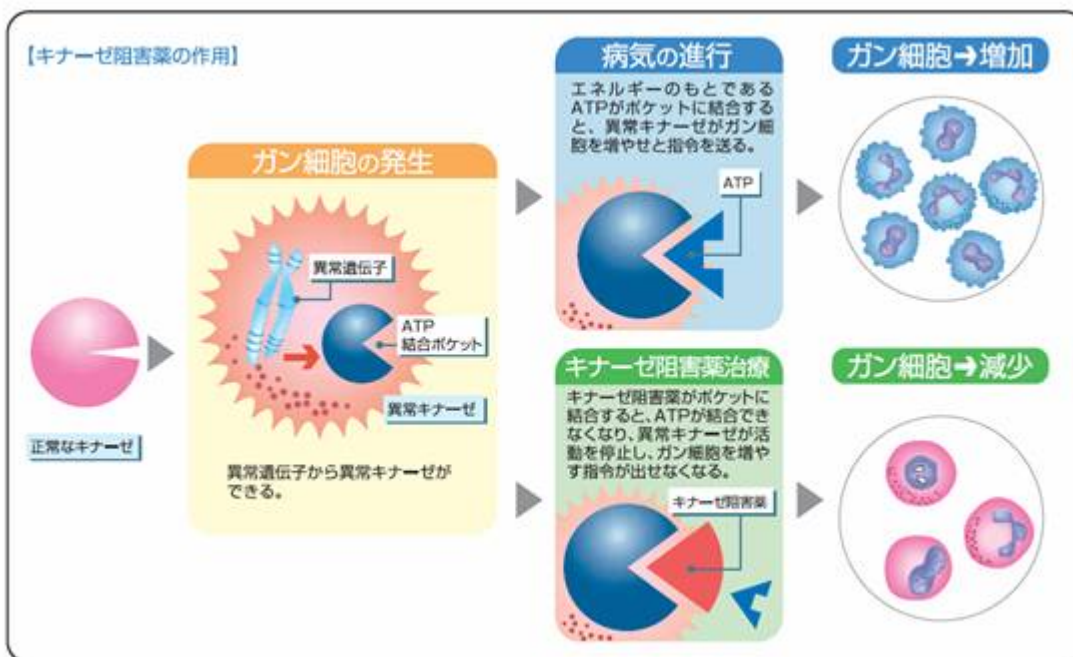 【キナーゼ阻害薬の作用】
正常なキナーゼ
ガン細胞の発生
異常遺伝子
ATP
結合ポケット
異常キナーゼ
異常遺伝子から異常キナーゼが
できる。
病気の進行
エネルギーのもとである
ATPがポケットに結合する
と、異常キナーゼがガン細
胞を増やせと指令を送る。
ATP
ガン細胞→増加
キナーゼ阻害薬治療
キナーゼ阻害薬がポケットに
結合すると、ATPが結合でき
なくなり、異常キナーゼが活
動を停止し、ガン細胞を増や
す指令が出せなくなる。
キナーゼ阻害薬
ガン細胞→減少